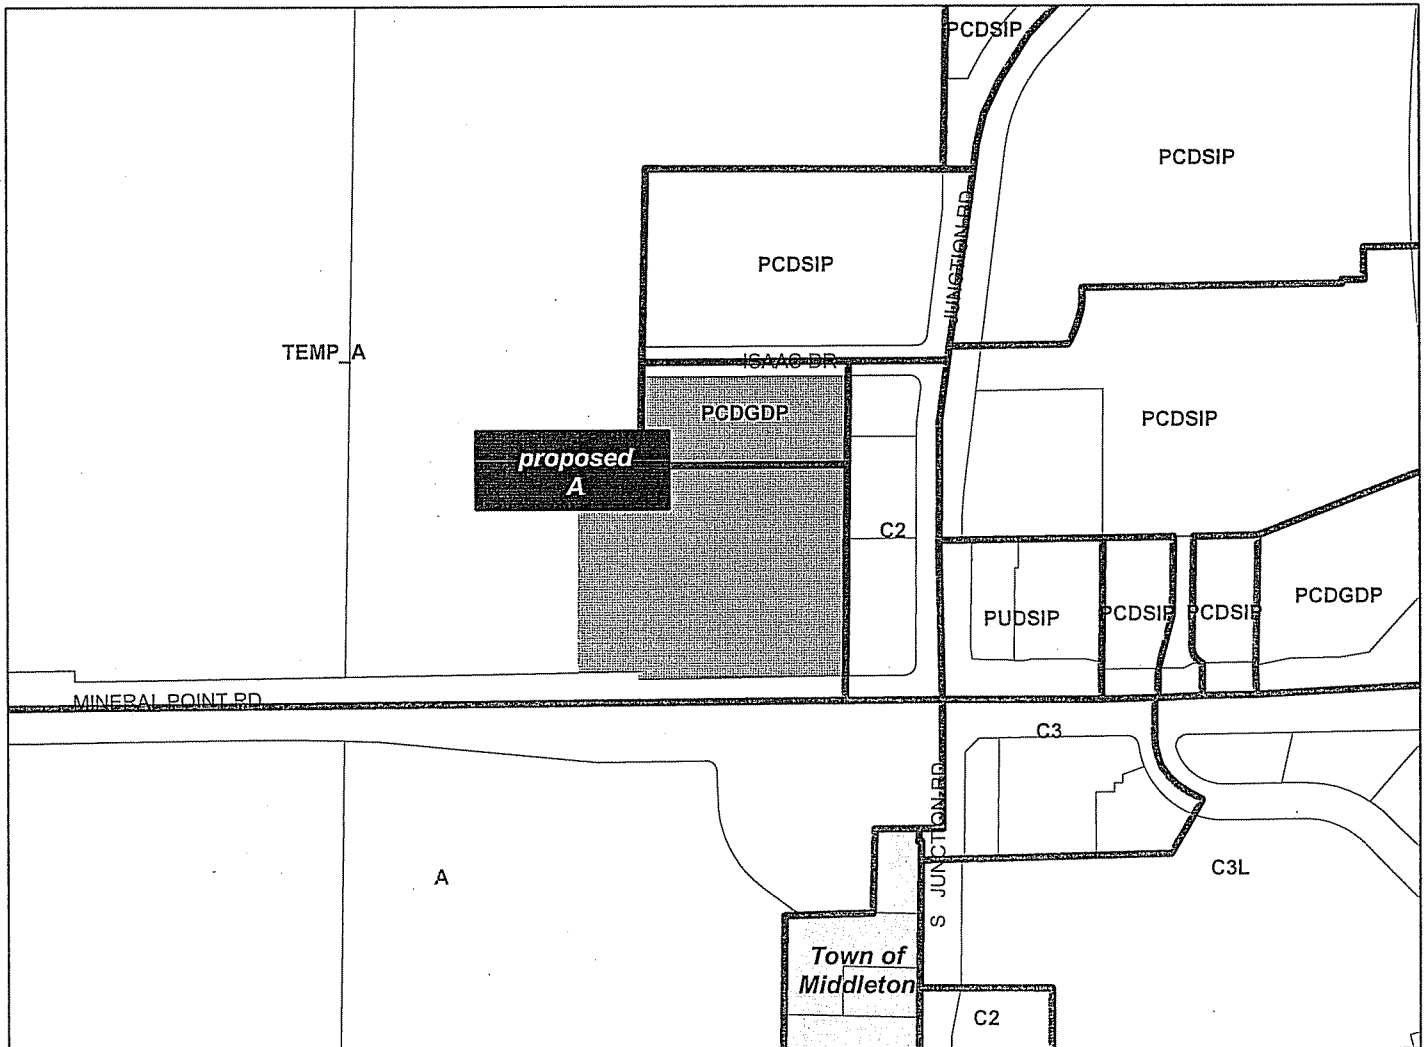 PCDSIP
PCDSIP
JUNCTION RD
PCDSIP
TEMP_A
ISAAC DR
PCDGDP
PCDSIP
proposed
A
C2
PCDGDP
PUDSIP
PCDSIP
PCDSIP
MINERAL POINT RD
C3
S JUNCTION RD
C3L
A
Town of
Middleton
C2